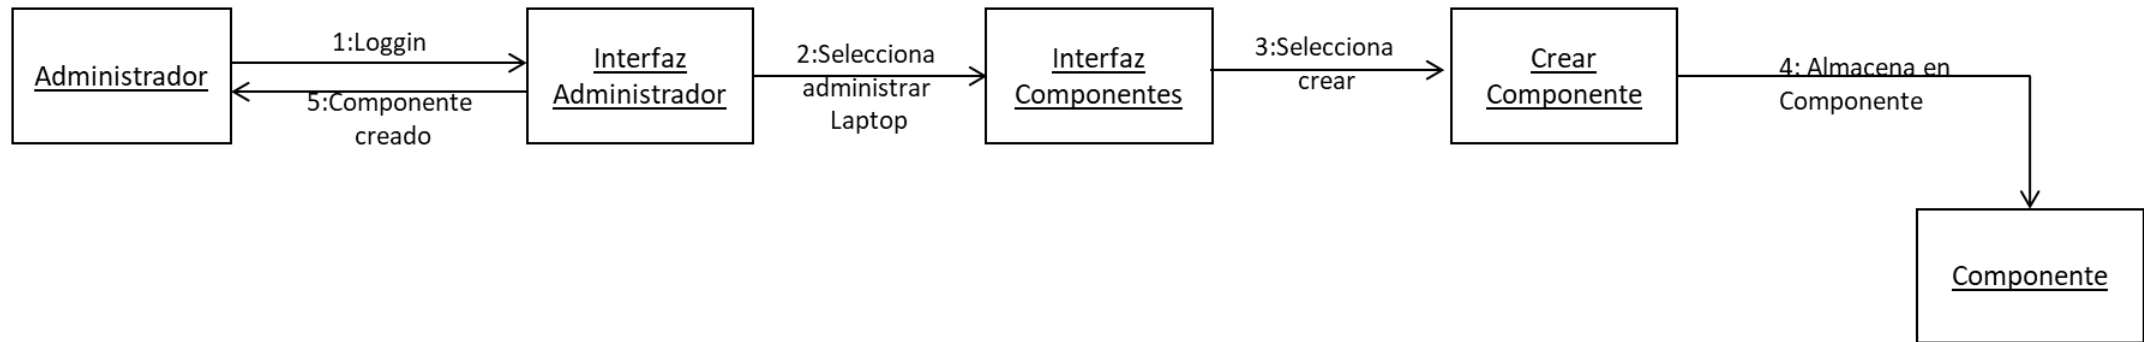 Administrador
1:Loggin
5:Componente
creado
Interfaz
Administrador
2:Selecciona
administrar
Laptop
Interfaz
Componentes
3:Selecciona
crear
Crear
Componente
4: Almacena en
Componente
Componente